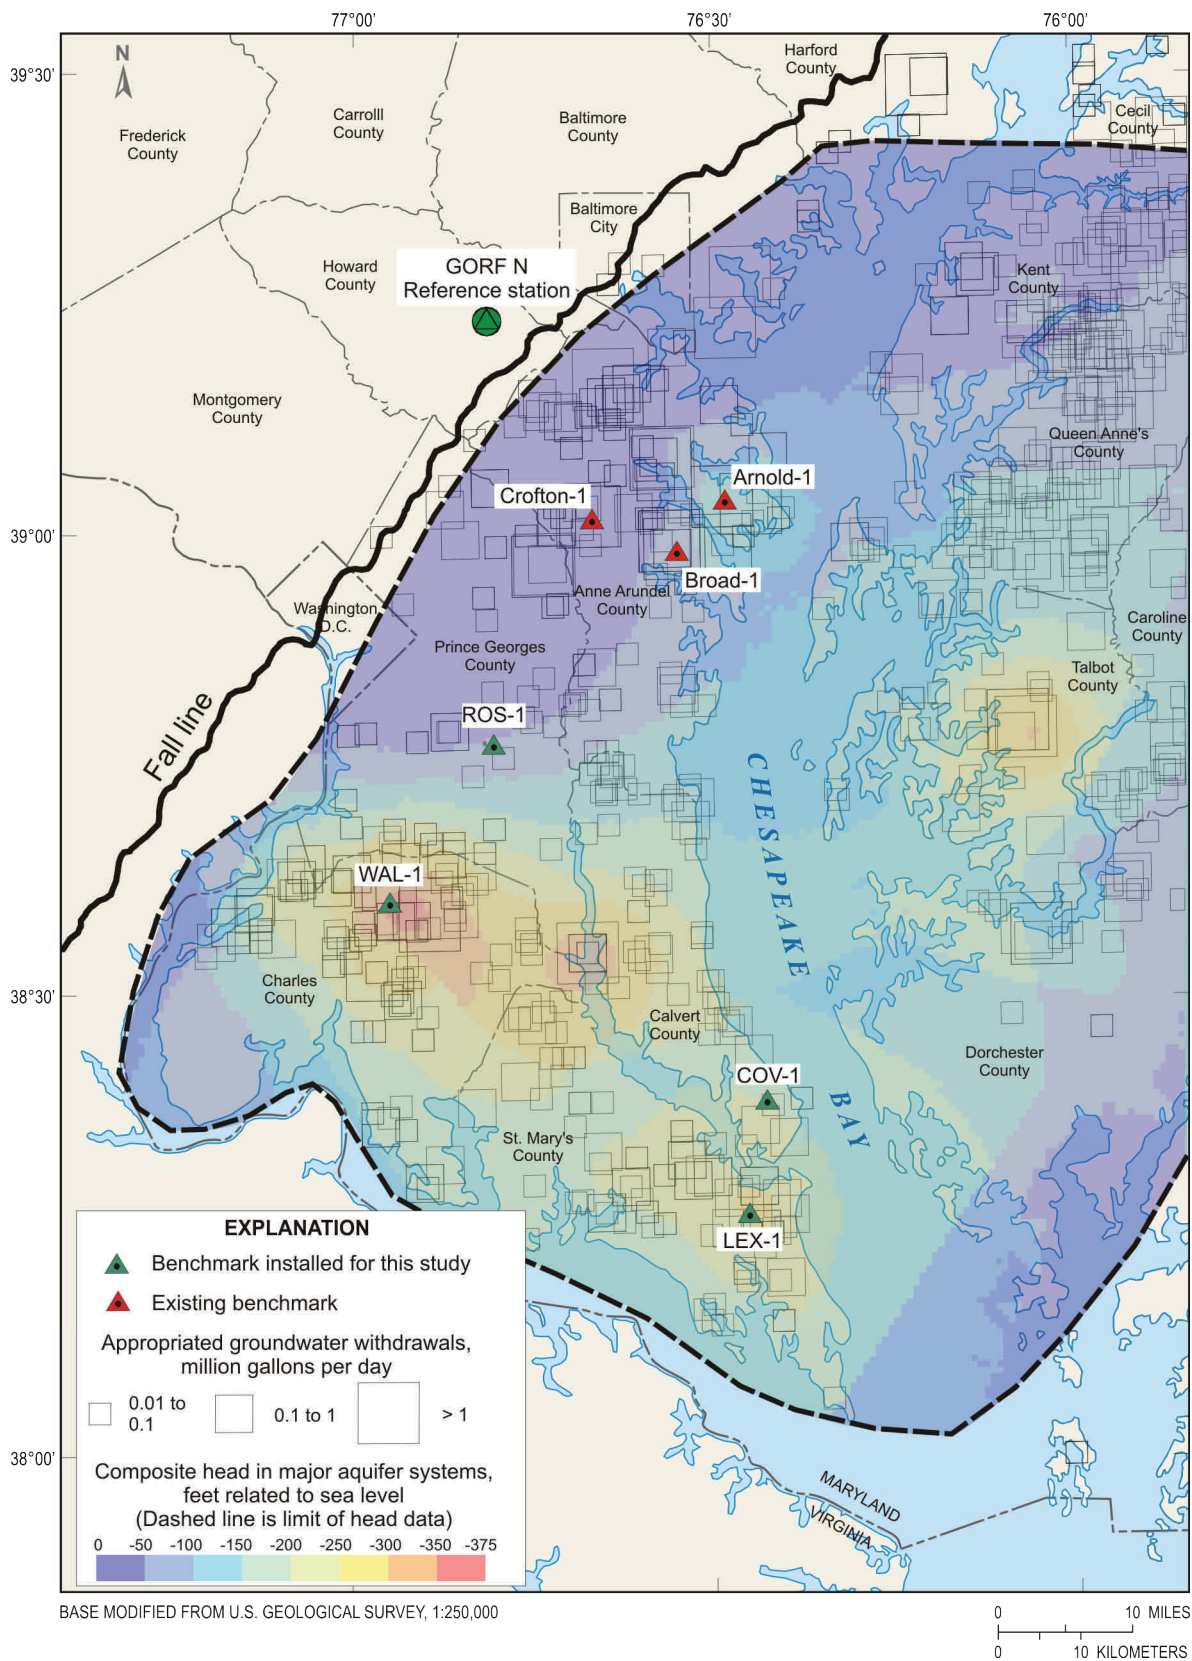 77°00'
76°30'
76°00'
39°30'
39°00'
38°30'
38°00'
N
Harford
County
Carrolll
County
Baltimore
County
Cecil
County
Frederick
County
Baltimore
City
Howard
County
GORF N
Reference station
Kent
County
Montgomery
County
Queen Anne's
County
Arnold-1
Crofton-1
Broad-1
Anne Arundel
County
Washington
D.C.
Caroline
County
Prince Georges
County
Talbot
County
ROS-1
Fall line
CHESAPEAKE
BAY
WAL-1
Charles
County
Calvert
County
Dorchester
County
COV-1
St. Mary's
County
LEX-1
MARYLAND
VIRGINIA
EXPLANATION
Benchmark installed for this study
Existing benchmark
Appropriated groundwater withdrawals,
million gallons per day
0.01 to
0.1
0.1 to 1
> 1
Composite head in major aquifer systems,
feet related to sea level
(Dashed line is limit of head data)
0 -50 -100 -150 -200 -250 -300 -350 -375
BASE MODIFIED FROM U.S. GEOLOGICAL SURVEY, 1:250,000
0 10 MILES
0 10 KILOMETERS